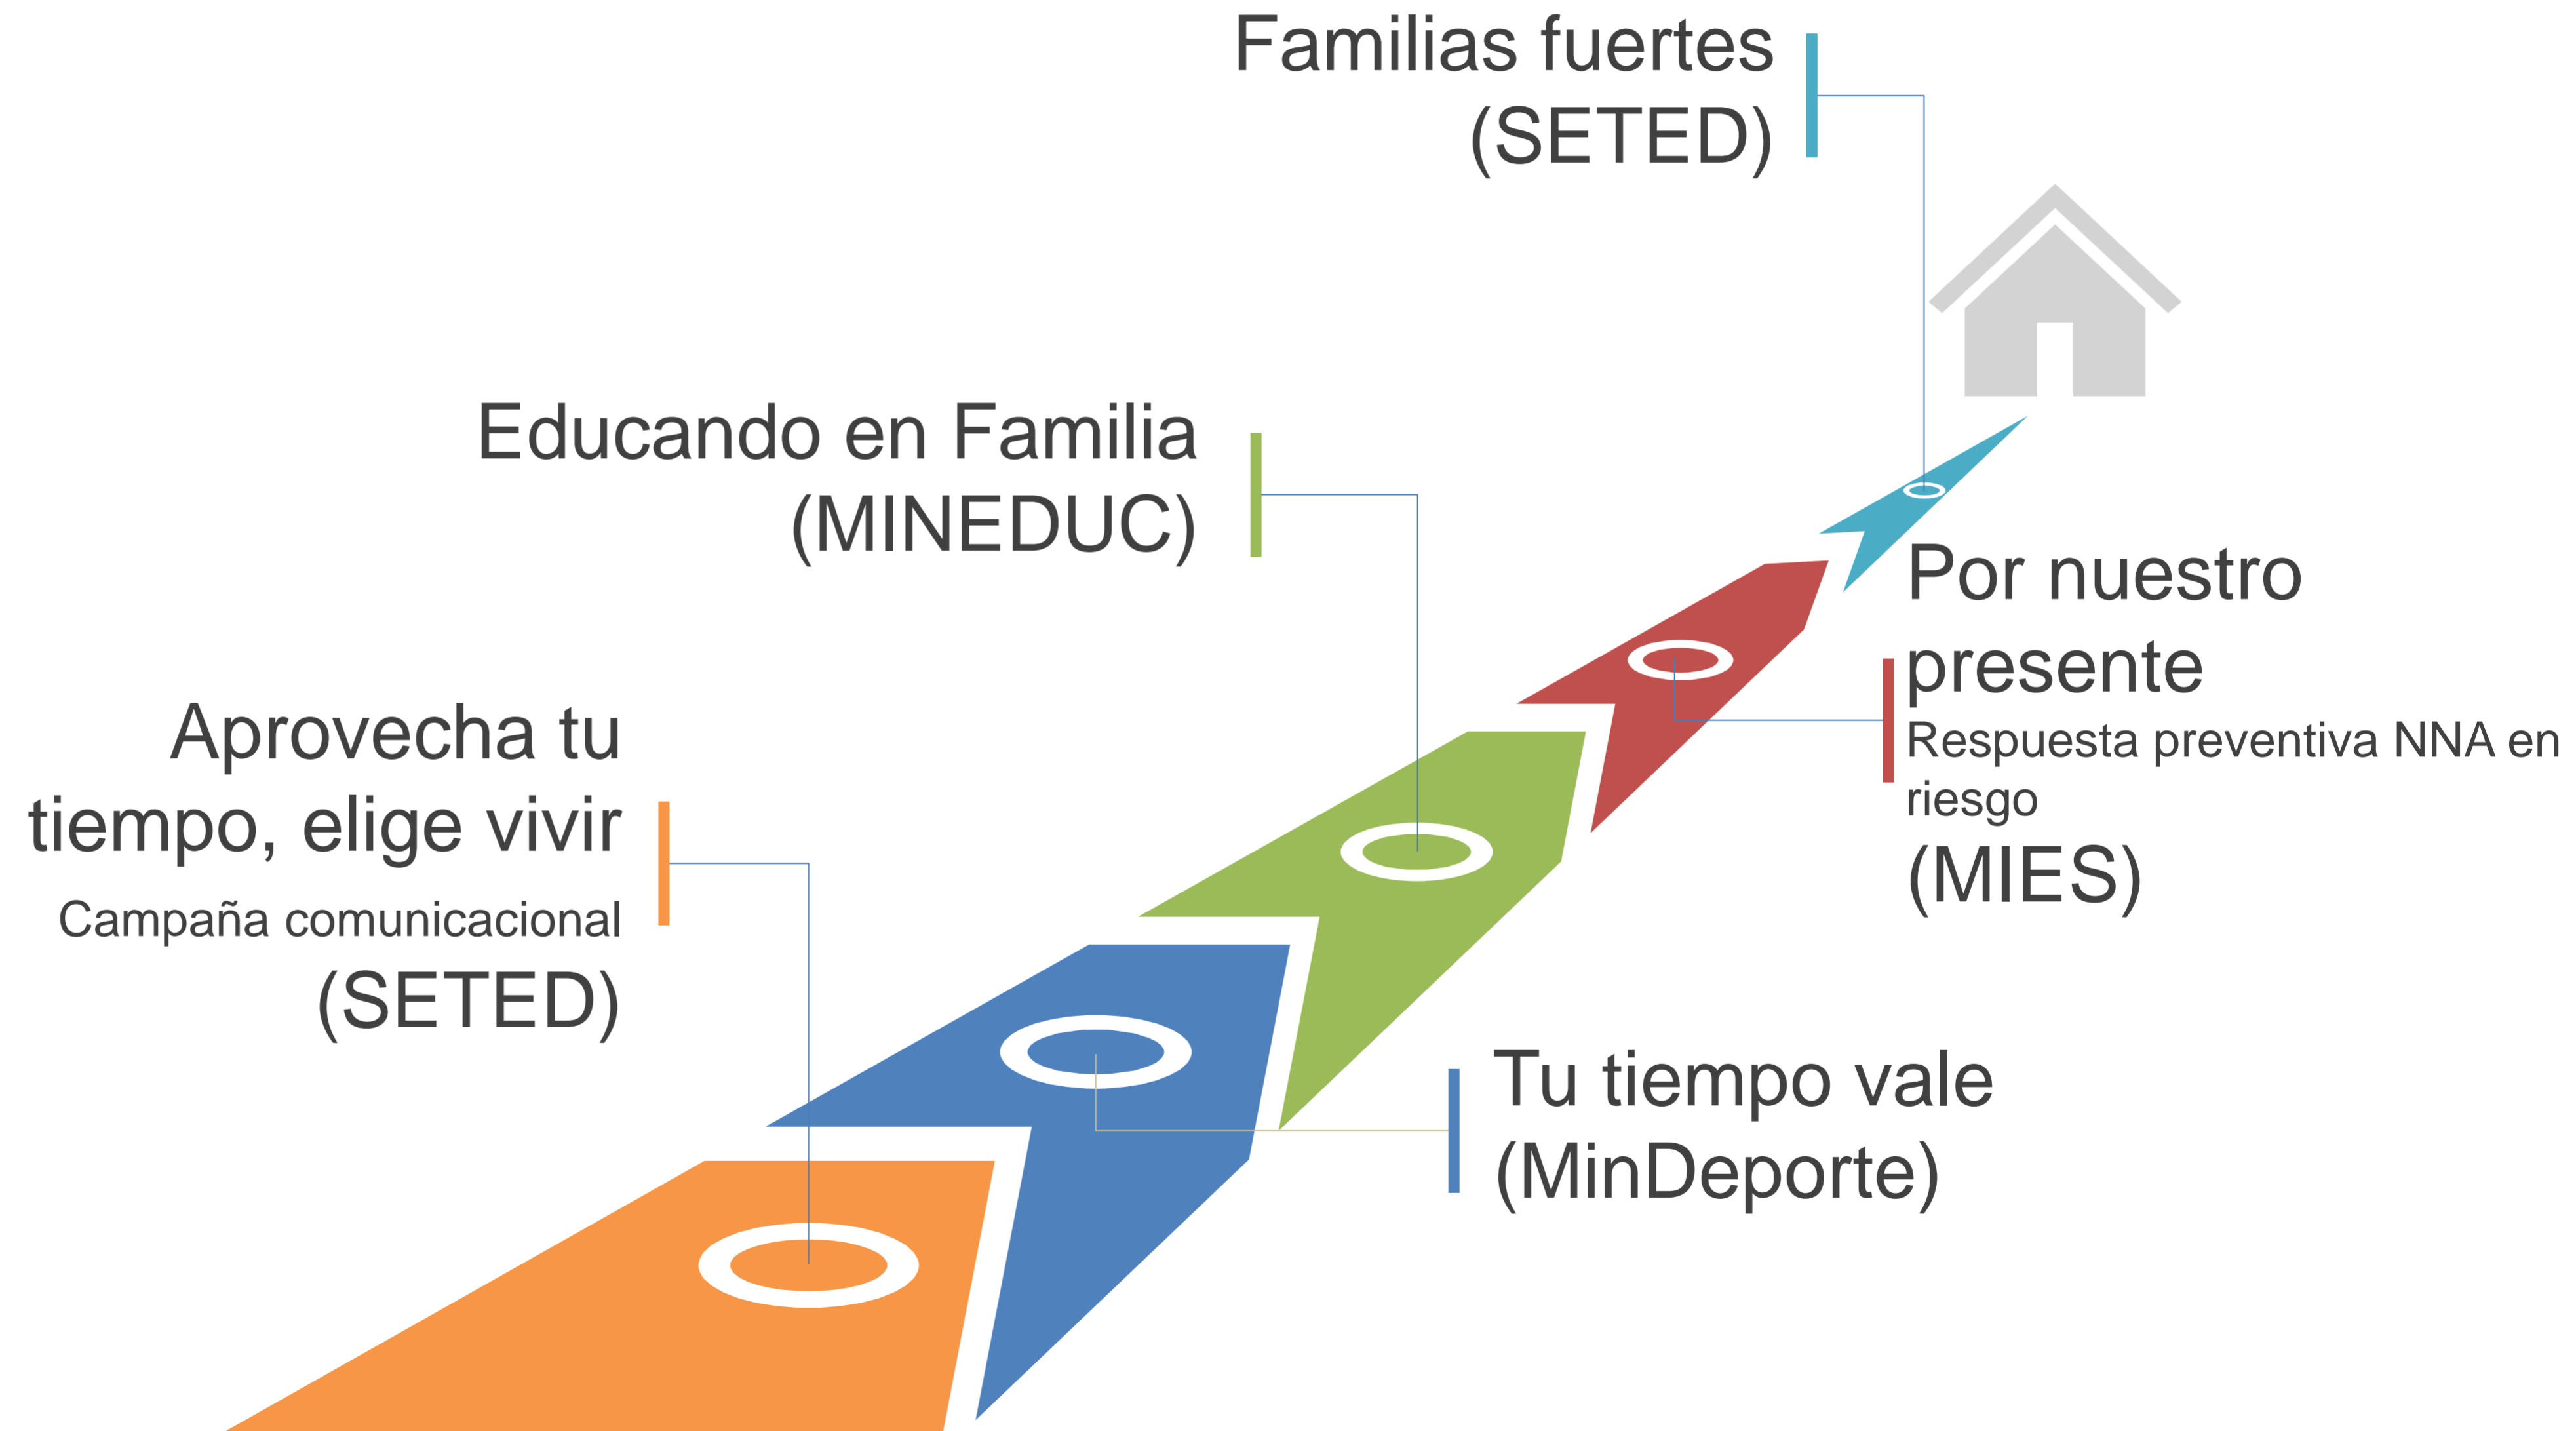 Familias fuertes
(SETED)
Educando en Familia
(MINEDUC)
Por nuestro
presente
Respuesta preventiva NNA en
riesgo
(MIES)
Aprovecha tu
tiempo, elige vivir
Campaña comunicacional
(SETED)
Tu tiempo vale
(MinDeporte)